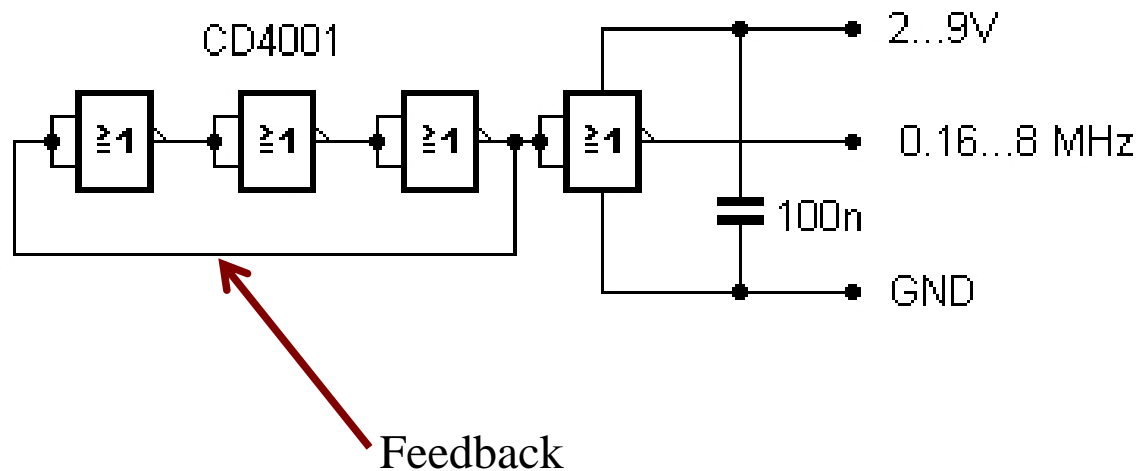 CD4001
2...9V
≧1
≧1
≧1
≧1
0.16...8 MHz
100n
GND
Feedback